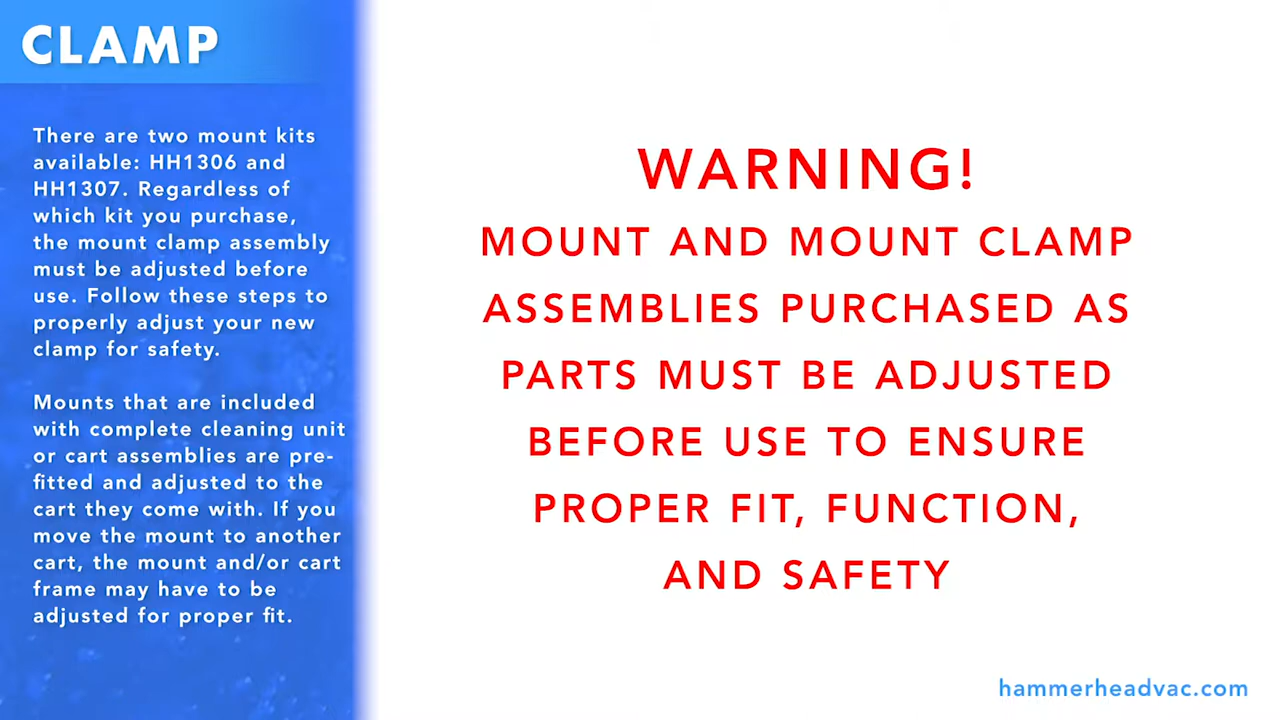 CLAMP
There are two mount kits
available: HH1306 and
HH1307. Regardless of
which kit you purchase,
the mount clamp assembly
must be adjusted before
use. Follow these steps to
properly adjust your new
clamp for safety.
Mounts that are included
with complete cleaning unit
or cart assemblies are pre-
fitted and adjusted to the
cart they come with. If you
move the mount to another
cart, the mount and/or cart
frame may have to be
adjusted for proper fit.
WARNING!
MOUNT AND MOUNT CLAMP
ASSEMBLIES PURCHASED AS
PARTS MUST BE ADJUSTED
BEFORE USE TO ENSURE
PROPER FIT, FUNCTION,
AND SAFETY
hammerheadvac.com